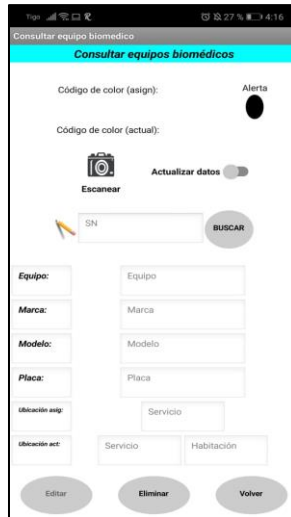 Tigo 27 % 4:16
Consultar equipo biomedico
Consultar equipos biomédicos
Código de color (asign): Alerta
Código de color (actual):
Escanear Actualizar datos
SN BUSCAR
Equipo: Equipo
Marca: Marca
Modelo: Modelo
Placa: Placa
Ubicación asig: Servicio
Ubicación act: Servicio Habitación
Editar Eliminar Volver